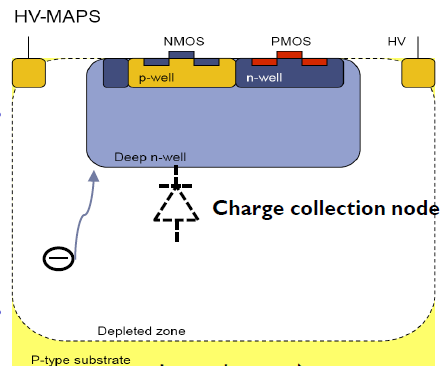 HV-MAPS
NMOS
PMOS
HV
p-well
n-well
Deep n-well
Charge collection node
Depleted zone
P-type substrate